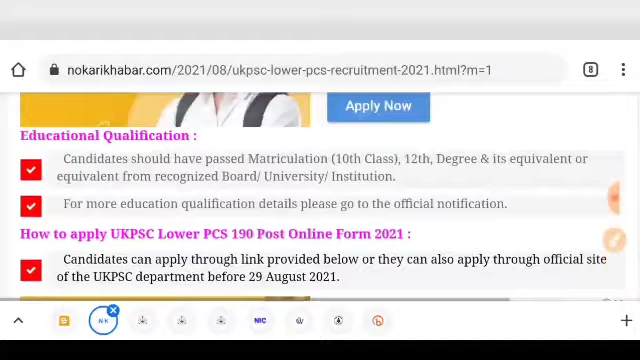 nokarikhabar.com/2021/08/ukpsc-lower-pcs-recruitment-2021.html?m=1
8
Apply Now
Educational Qualification :
Candidates should have passed Matriculation (10th Class), 12th, Degree & its equivalent or
equivalent from recognized Board/ University/ Institution.
For more education qualification details please go to the official notification.
How to apply UKPSC Lower PCS 190 Post Online Form 2021 :
Candidates can apply through link provided below or they can also apply through official site
of the UKPSC department before 29 August 2021.
NK
NIC